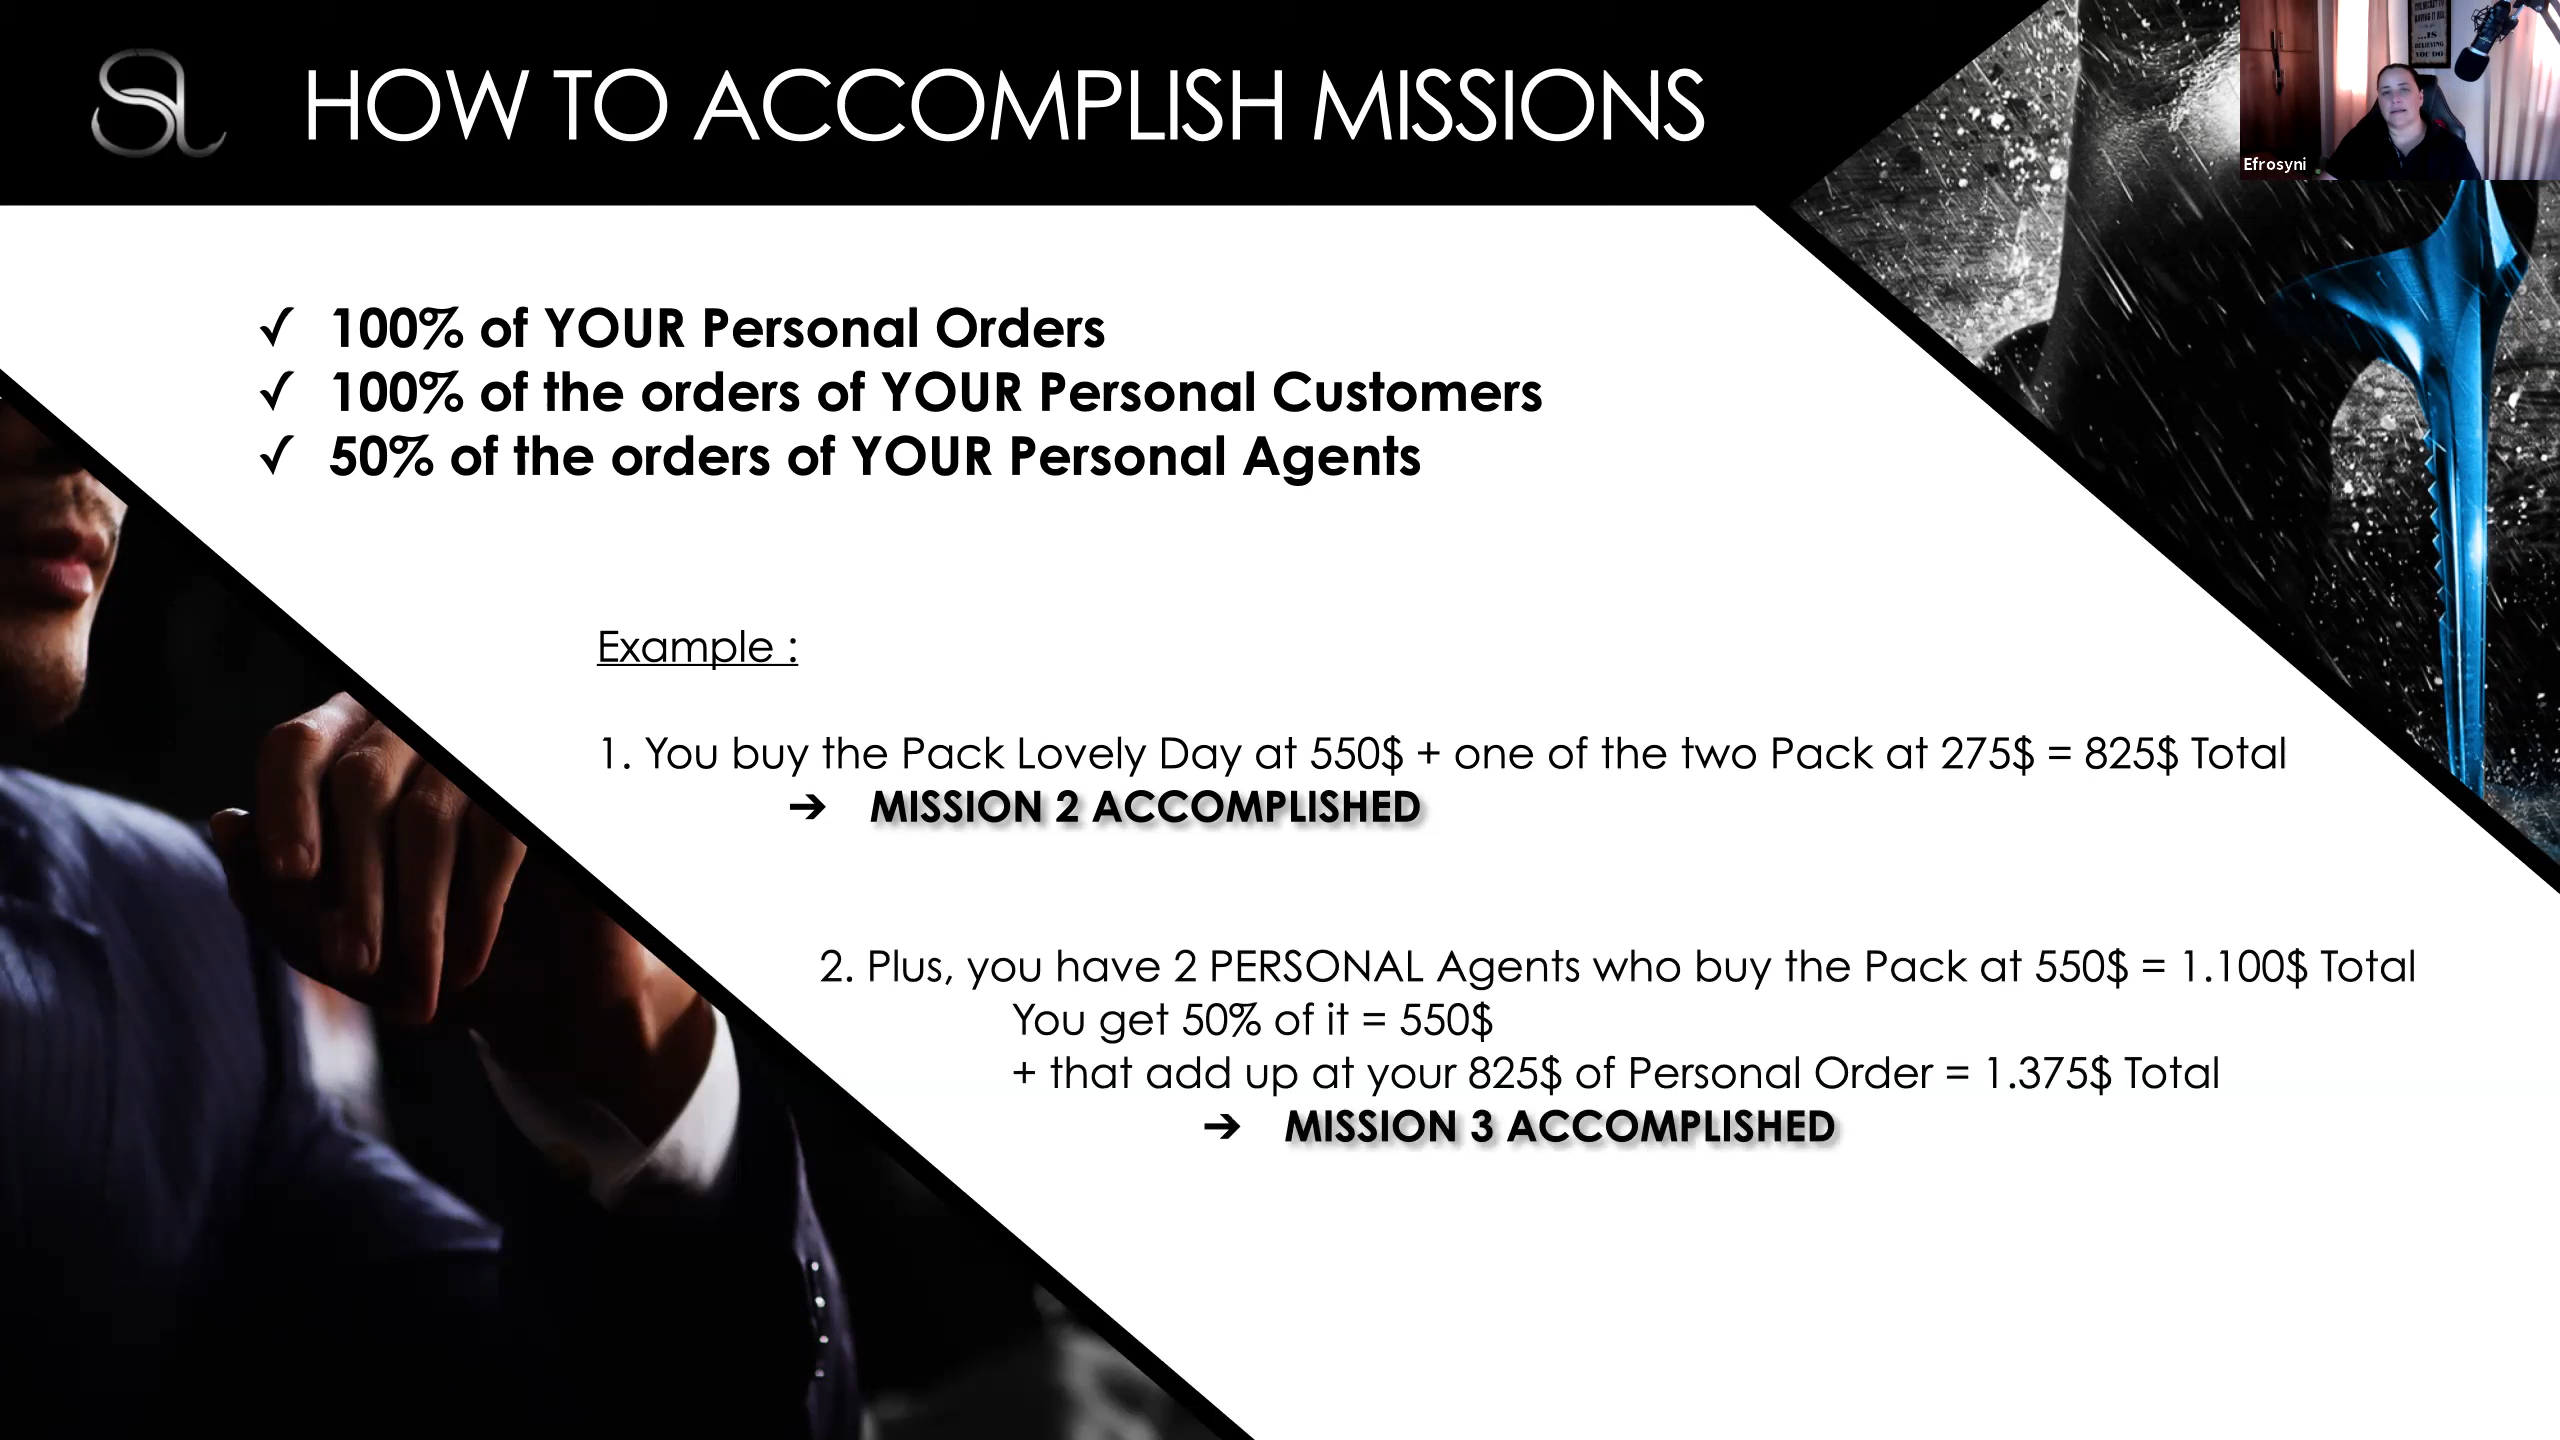 HOW TO ACCOMPLISH MISSIONS
...IS
BELIEVING
YOU DO
Efrosyni
✓ 100% of YOUR Personal Orders
✓ 100% of the orders of YOUR Personal Customers
✓ 50% of the orders of YOUR Personal Agents
Example :
1. You buy the Pack Lovely Day at 550$ + one of the two Pack at 275$ = 825$ Total
➔ MISSION 2 ACCOMPLISHED
2. Plus, you have 2 PERSONAL Agents who buy the Pack at 550$ = 1.100$ Total
You get 50% of it = 550$
+ that add up at your 825$ of Personal Order = 1.375$ Total
➔ MISSION 3 ACCOMPLISHED